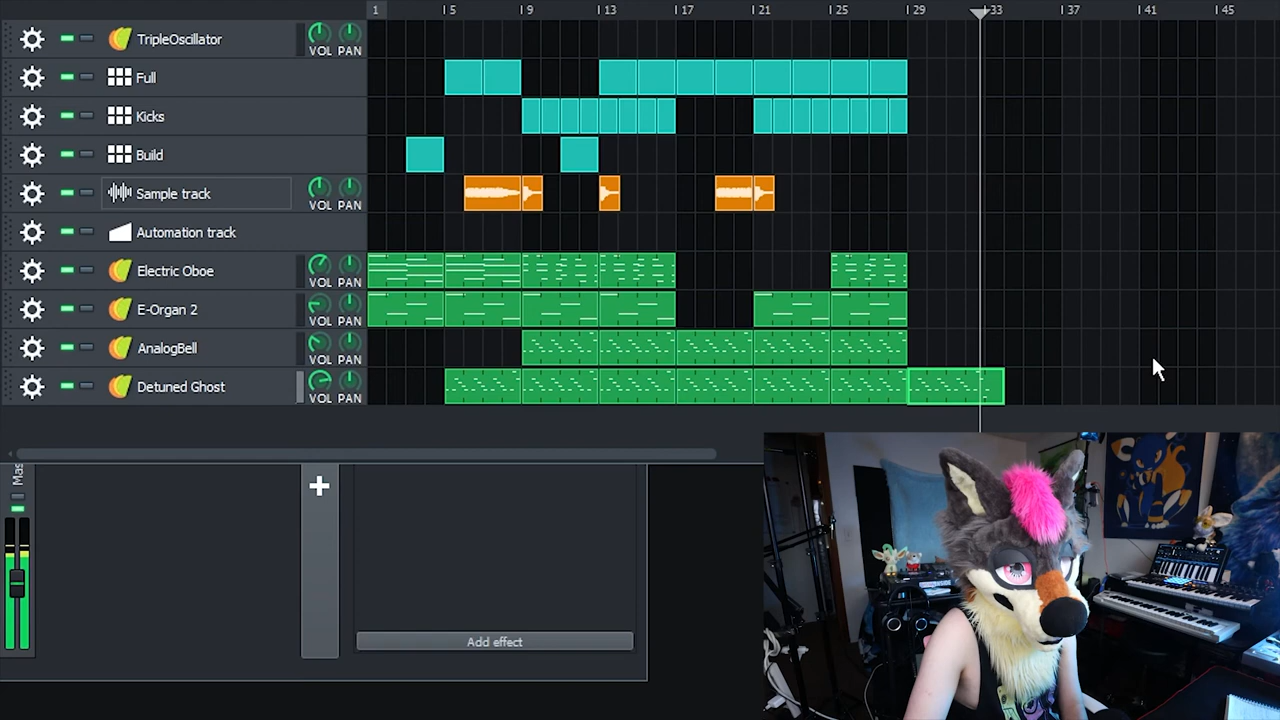 1 5 9 13 17 21 25 29 33 37 41 45
TripleOscillator
VOL PAN
Full
Kicks
Build
Sample track
VOL PAN
Automation track
Electric Oboe
VOL PAN
E-Organ 2
VOL PAN
AnalogBell
VOL PAN
Detuned Ghost
VOL PAN
Add effect